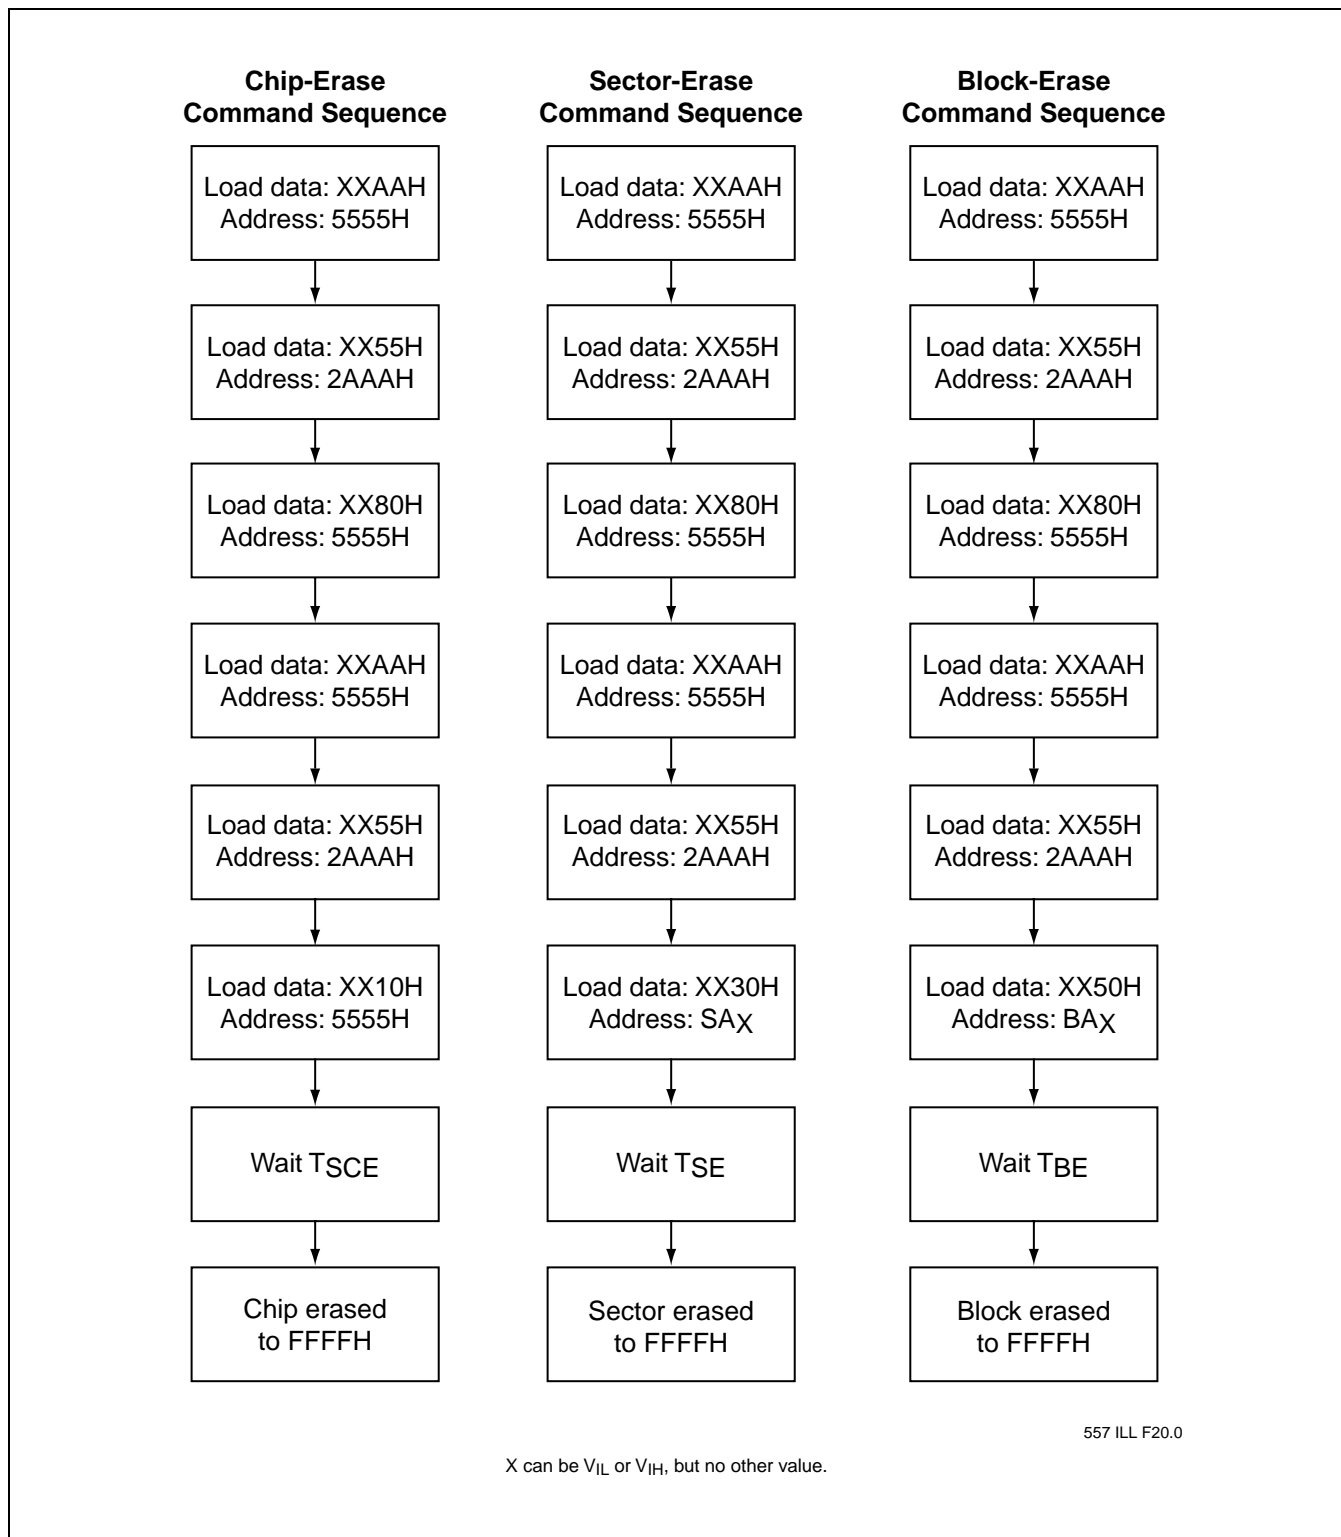 Chip-Erase
Command Sequence
Load data: XXAAH
Address: 5555H
Load data: XX55H
Address: 2AAAH
Load data: XX80H
Address: 5555H
Load data: XXAAH
Address: 5555H
Load data: XX55H
Address: 2AAAH
Load data: XX10H
Address: 5555H
Wait TSCE
Chip erased
to FFFFH
Sector-Erase
Command Sequence
Load data: XXAAH
Address: 5555H
Load data: XX55H
Address: 2AAAH
Load data: XX80H
Address: 5555H
Load data: XXAAH
Address: 5555H
Load data: XX55H
Address: 2AAAH
Load data: XX30H
Address: SAX
Wait TSE
Sector erased
to FFFFH
Block-Erase
Command Sequence
Load data: XXAAH
Address: 5555H
Load data: XX55H
Address: 2AAAH
Load data: XX80H
Address: 5555H
Load data: XXAAH
Address: 5555H
Load data: XX55H
Address: 2AAAH
Load data: XX50H
Address: BAX
Wait TBE
Block erased
to FFFFH
557 ILL F20.0
X can be VIL or VIH, but no other value.